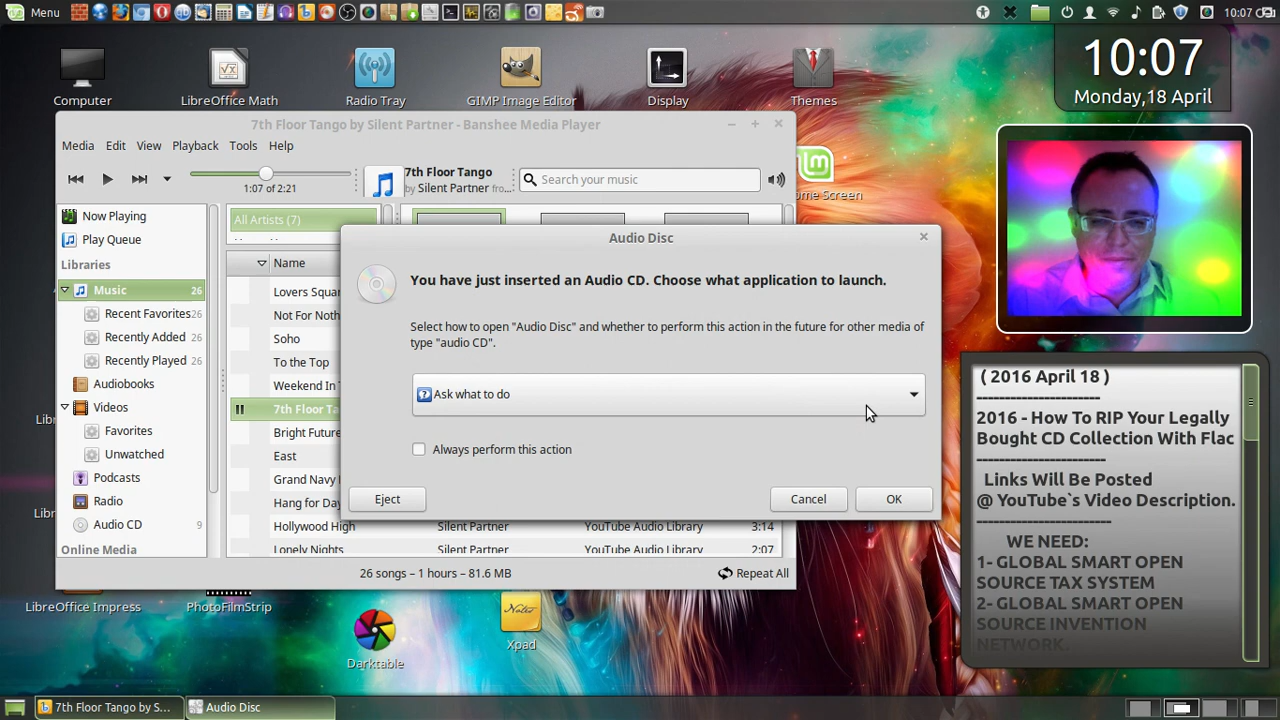 Menu
10:07
Computer
LibreOffice Math
Radio Tray
GIMP Image Editor
Display
Themes
10:07
Monday,18 April
7th Floor Tango by Silent Partner - Banshee Media Player
Media Edit View Playback Tools Help
1:07 of 2:21
7th Floor Tango
by Silent Partner fro...
Search your music
ome Screen
Now Playing
Play Queue
Libraries
Music 26
Recent Favorites 26
Recently Added 26
Recently Played 26
Audiobooks
Videos
Favorites
Unwatched
Podcasts
Radio
Audio CD 9
Online Media
All Artists (7)
Name
Lovers Squar
Not For Noth
Soho
To the Top
Weekend In T
7th Floor Ta
Bright Future
East
Grand Navy
Hang for Day
Hollywood High Silent Partner YouTube Audio Library 3:14
Lonely Nights Silent Partner YouTube Audio Library 2:07
26 songs – 1 hours – 81.6 MB
Repeat All
Audio Disc
You have just inserted an Audio CD. Choose what application to launch.
Select how to open "Audio Disc" and whether to perform this action in the future for other media of
type "audio CD".
Ask what to do
Always perform this action
Eject
Cancel
OK
( 2016 April 18 )
----------------------
2016 - How To RIP Your Legally
Bought CD Collection With Flac
----------------------
Links Will Be Posted
@ YouTube`s Video Description.
------------------------
WE NEED:
1- GLOBAL SMART OPEN
SOURCE TAX SYSTEM
2- GLOBAL SMART OPEN
SOURCE INVENTION
NETWORK.
Libr
Libr
LibreOffice Impress
PhotoFilmStrip
Darktable
Notes
Xpad
7th Floor Tango by S...
Audio Disc